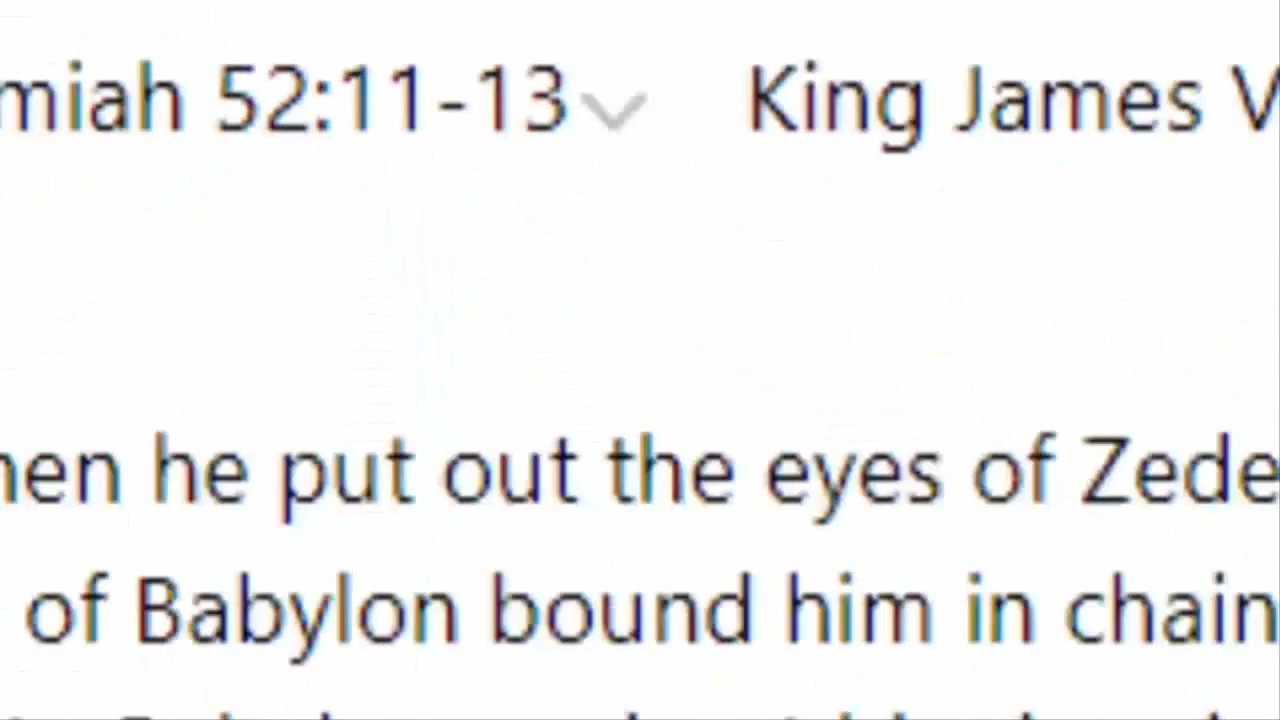 miah 52:11-13 King James V
hen he put out the eyes of Zede
of Babylon bound him in chain